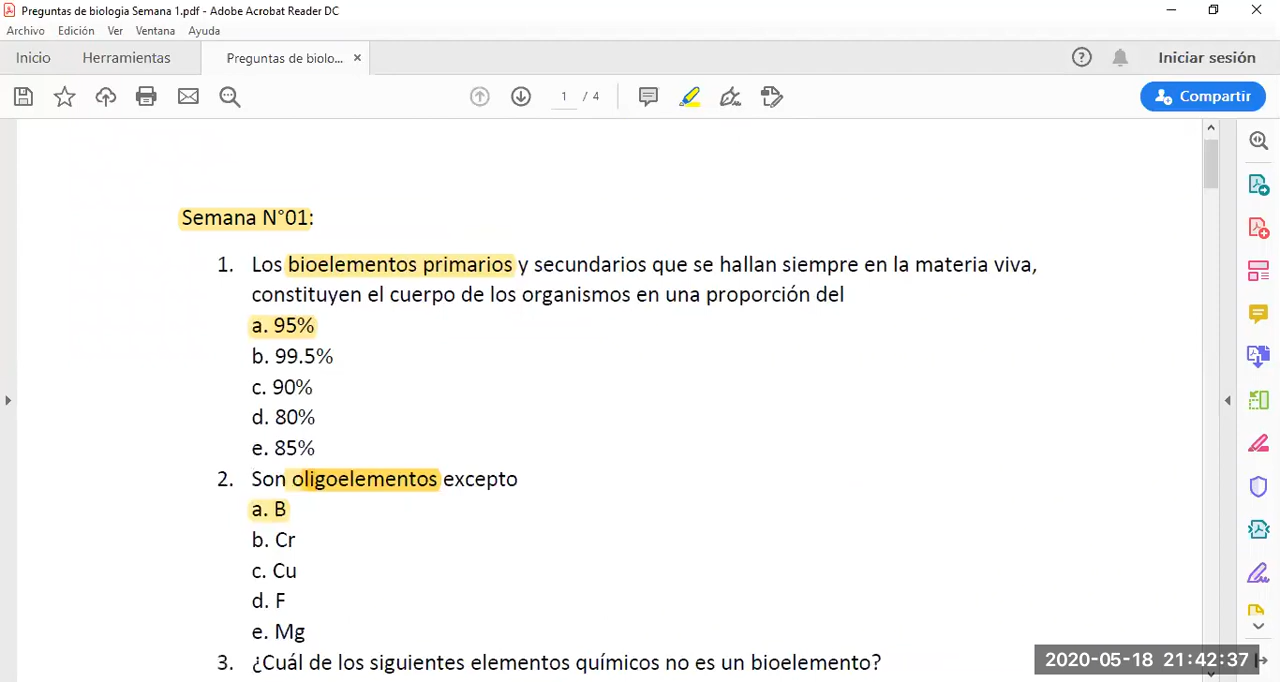 Preguntas de biologia Semana 1.pdf - Adobe Acrobat Reader DC
Archivo Edición Ver Ventana Ayuda
Inicio Herramientas Preguntas de biolo... ×
Iniciar sesión
1 / 4
Compartir
Semana N°01:
1. Los bioelementos primarios y secundarios que se hallan siempre en la materia viva,
constituyen el cuerpo de los organismos en una proporción del
a. 95%
b. 99.5%
c. 90%
d. 80%
e. 85%
2. Son oligoelementos excepto
a. B
b. Cr
c. Cu
d. F
e. Mg
3. ¿Cuál de los siguientes elementos químicos no es un bioelemento?
2020-05-18 21:42:37